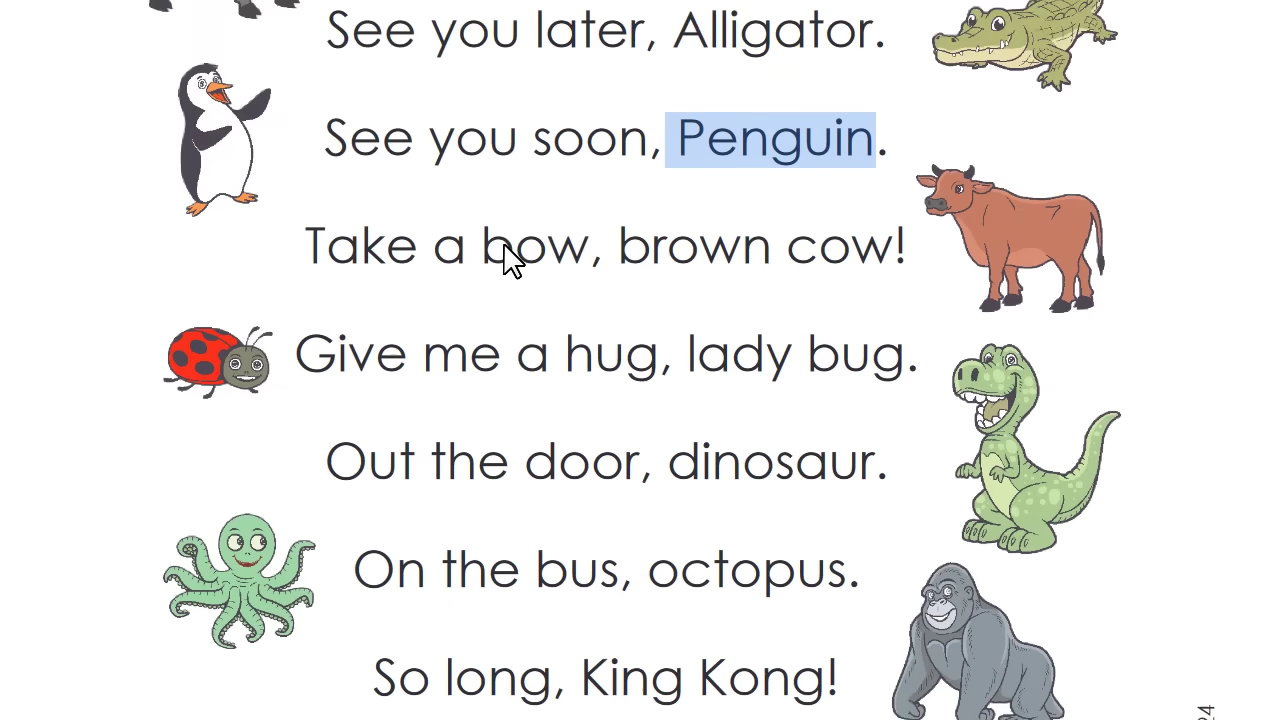 See you later, Alligator.
See you soon, Penguin.
Take a bow, brown cow!
Give me a hug, lady bug.
Out the door, dinosaur.
On the bus, octopus.
So long, King Kong!
24